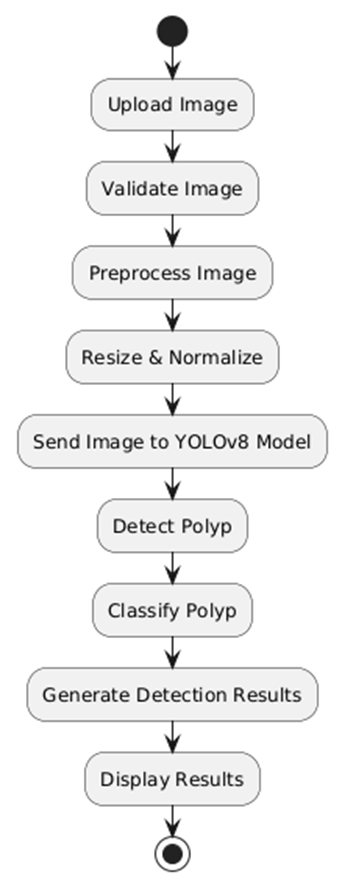 Upload Image
Validate Image
Preprocess Image
Resize & Normalize
Send Image to YOLOv8 Model
Detect Polyp
Classify Polyp
Generate Detection Results
Display Results